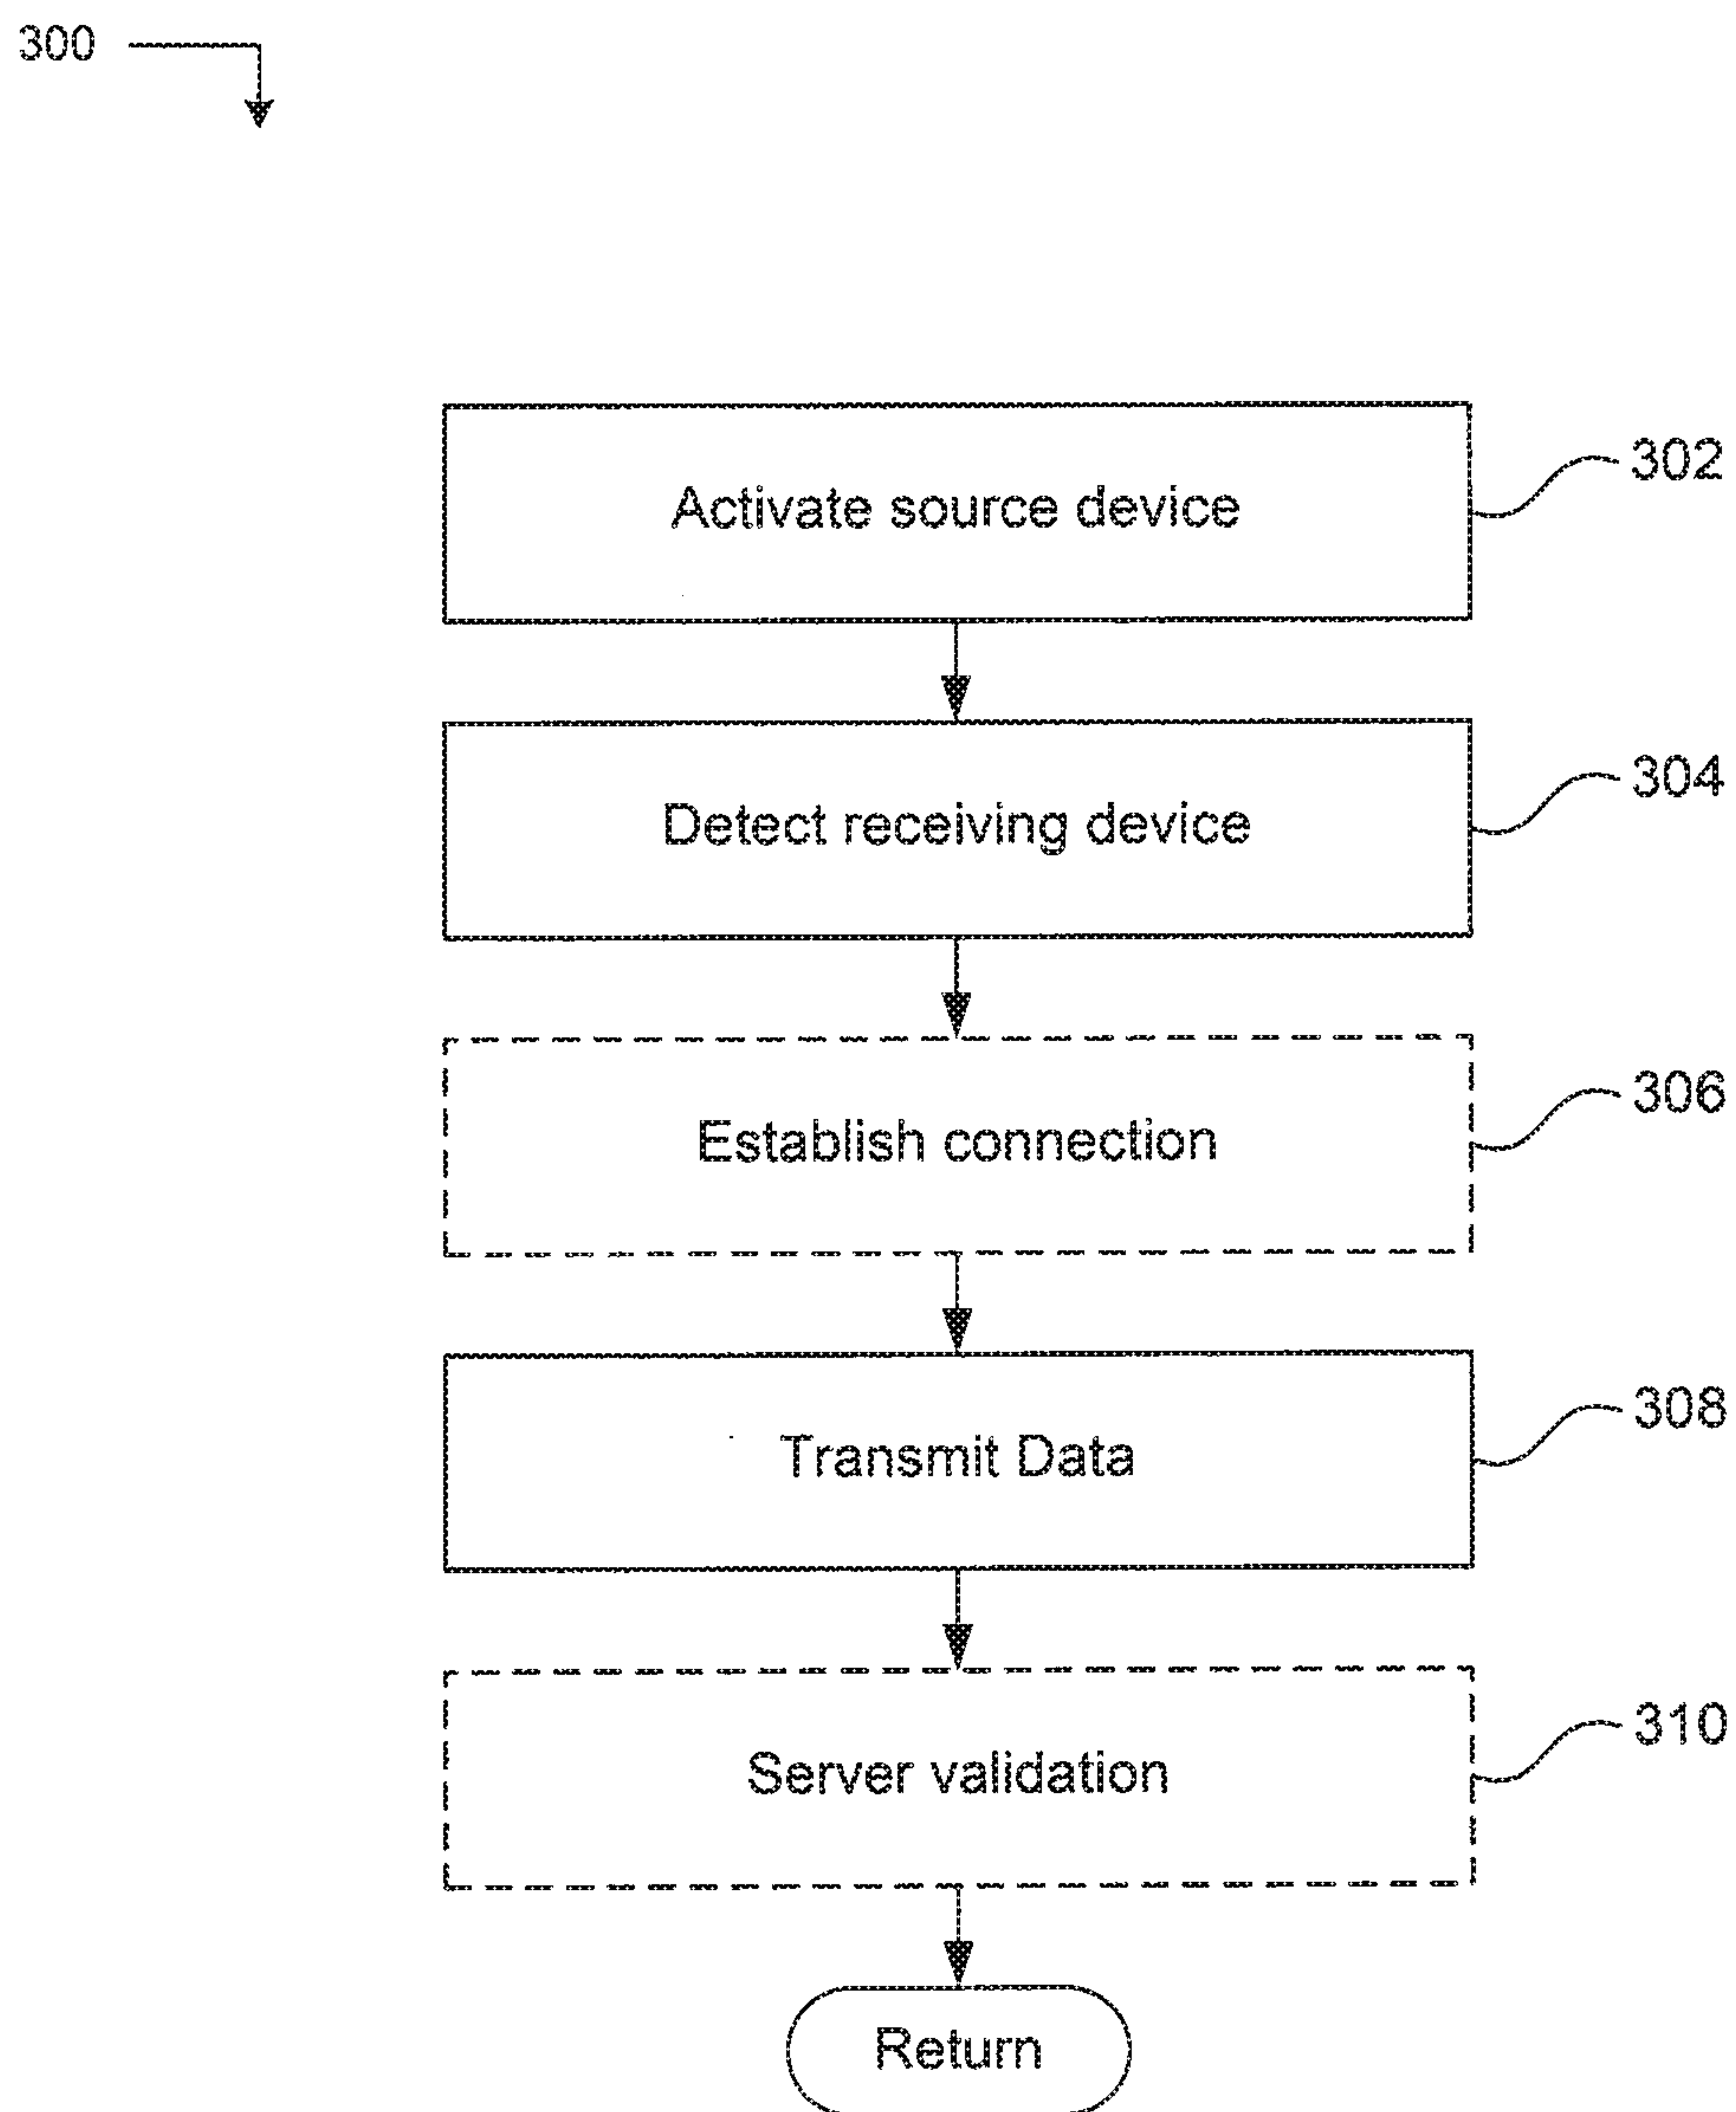 300
Activate source device
302
Detect receiving device
304
Establish connection
306
Transmit Data
308
Server validation
310
Return